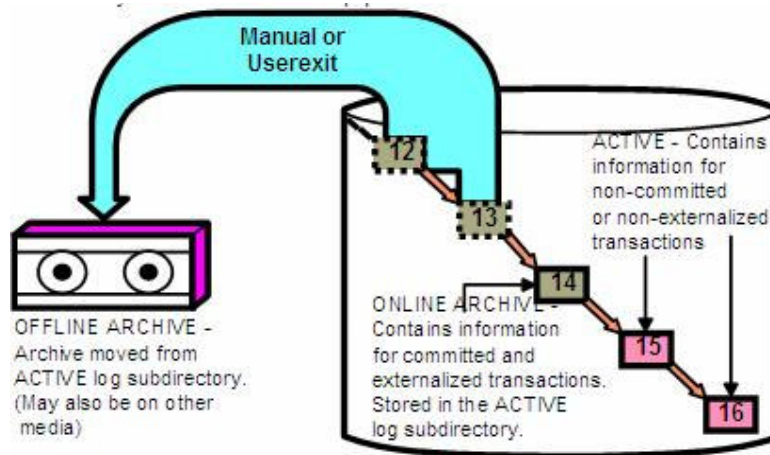 Manual or
Userexit
12
13
14
15
16
ACTIVE - Contains
information for
non-committed
or non-externalized
transactions
ONLINE ARCHIVE -
Contains information
for committed and
externalized transactions.
Stored in the ACTIVE
log subdirectory.
OFFLINE ARCHIVE -
Archive moved from
ACTIVE log subdirectory.
(May also be on other
media)